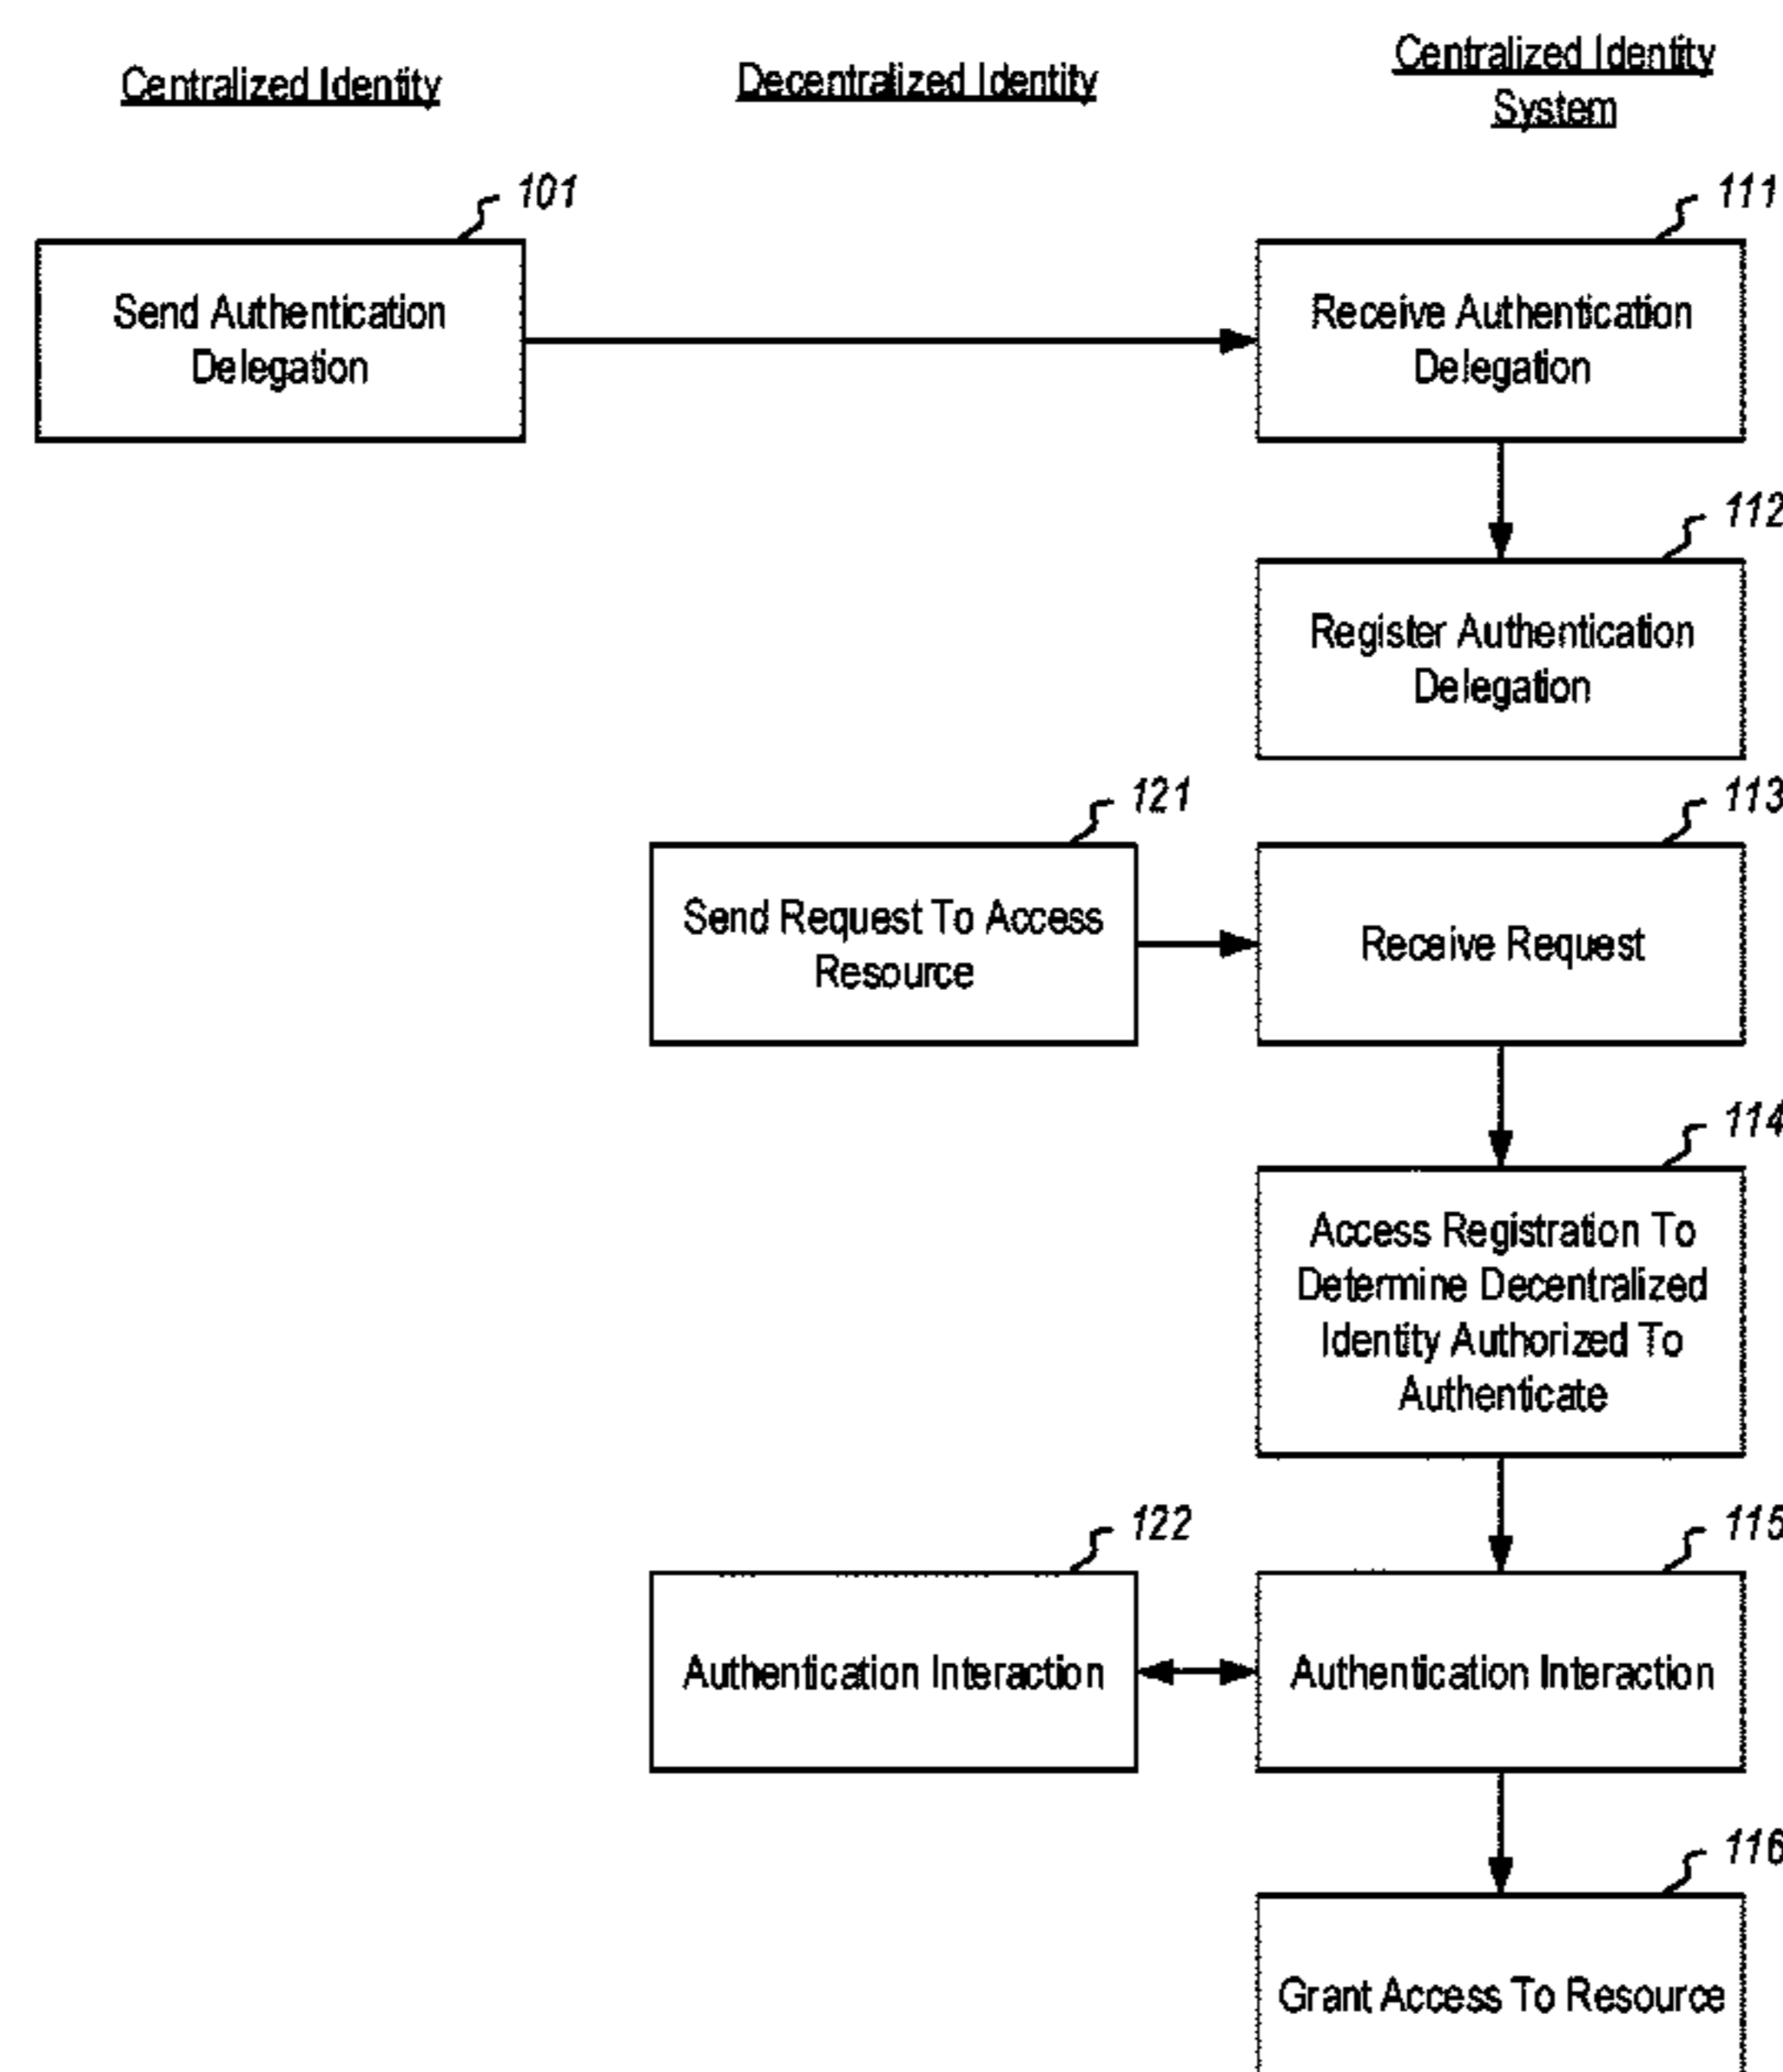 Centralized Identity
Decentralized Identity
Centralized Identity
System
101
111
Send Authentication
Delegation
Receive Authentication
Delegation
112
Register Authentication
Delegation
121
113
Send Request To Access
Resource
Receive Request
114
Access Registration To
Determine Decentralized
Identity Authorized To
Authenticate
122
115
Authentication Interaction
Authentication Interaction
116
Grant Access To Resource